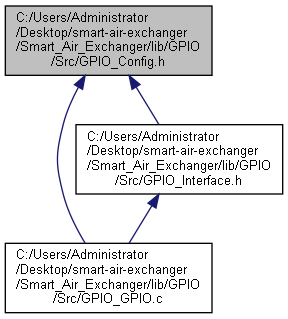 C:/Users/Administrator
/Desktop/smart-air-exchanger
/Smart_Air_Exchanger/lib/GPIO
/Src/GPIO_Config.h
C:/Users/Administrator
/Desktop/smart-air-exchanger
/Smart_Air_Exchanger/lib/GPIO
/Src/GPIO_Interface.h
C:/Users/Administrator
/Desktop/smart-air-exchanger
/Smart_Air_Exchanger/lib/GPIO
/Src/GPIO_GPIO.c